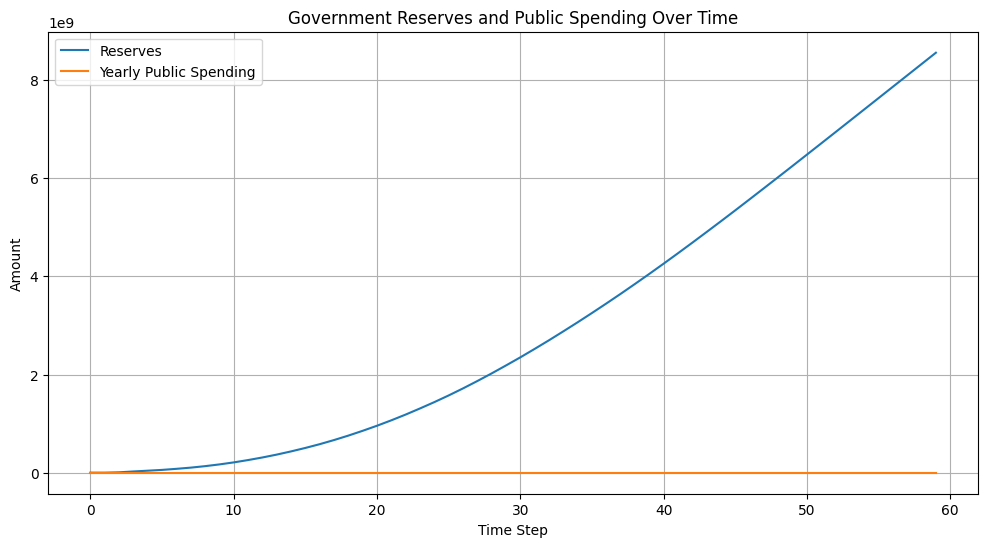 Government Reserves and Public Spending Over Time
1e9
Reserves
Yearly Public Spending
8
6
4
2
0
Amount
0 10 20 30 40 50 60
Time Step